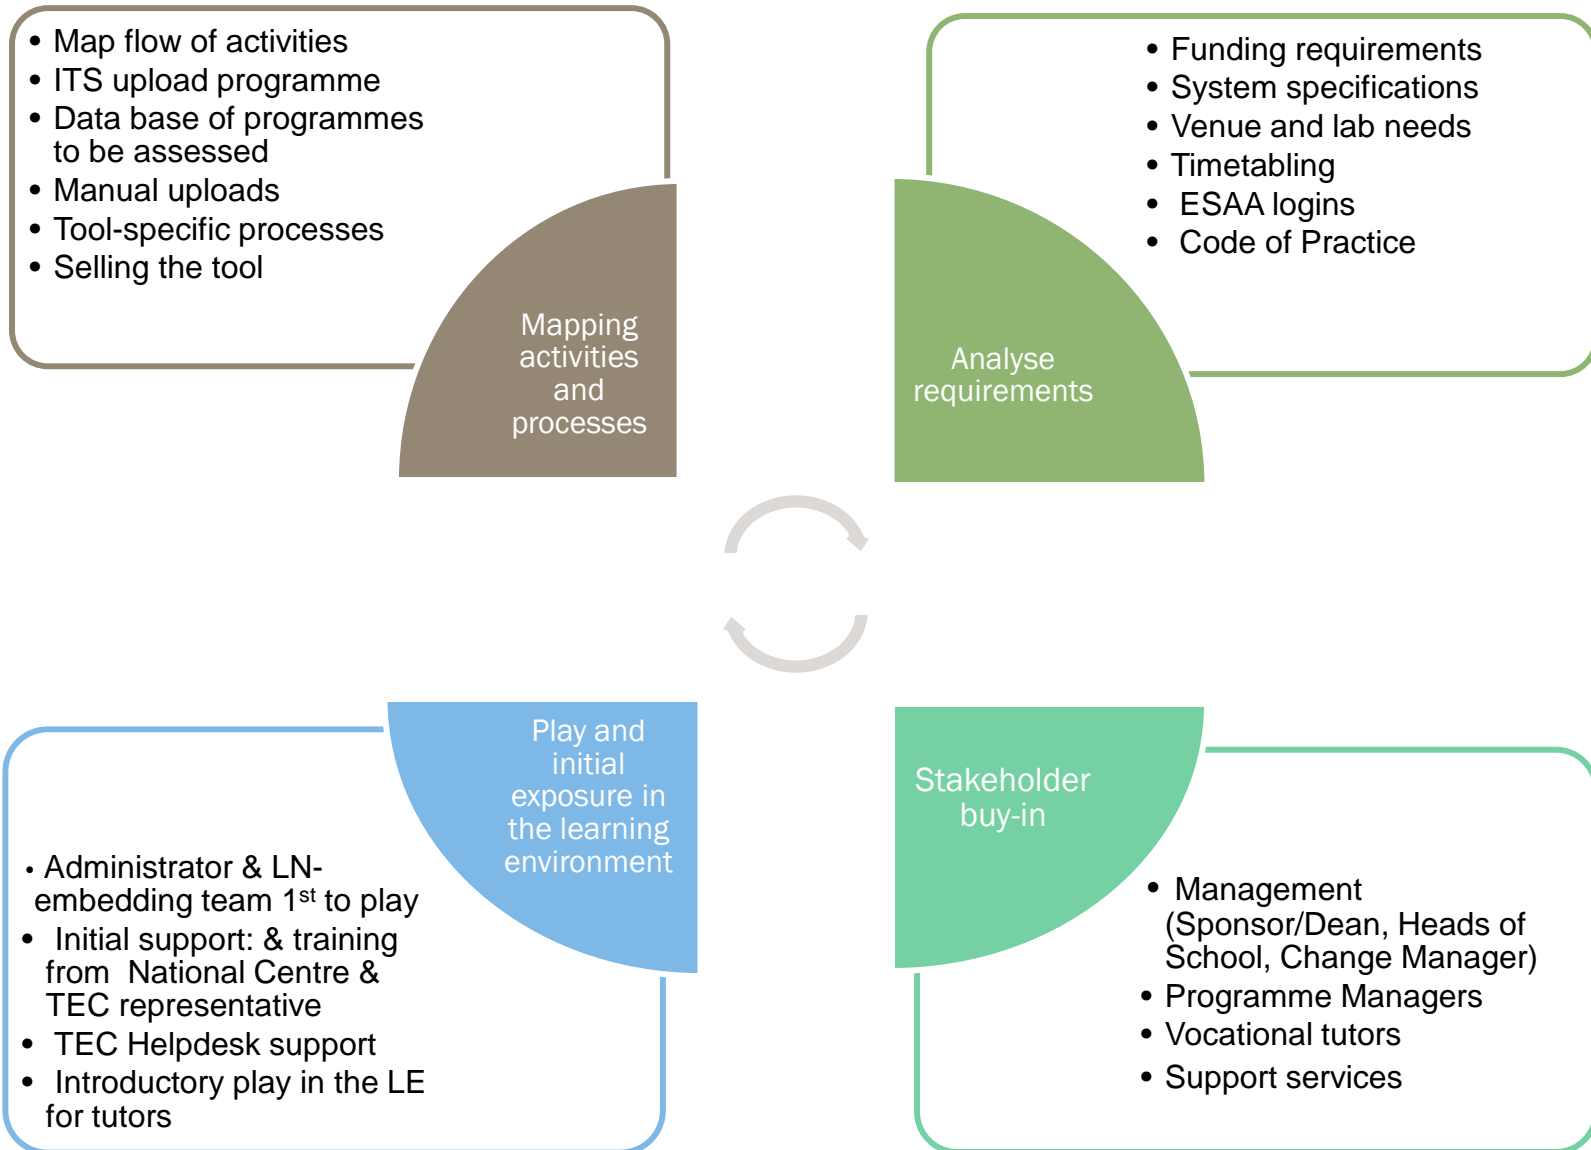 • Map flow of activities
• ITS upload programme
• Data base of programmes
to be assessed
• Manual uploads
• Tool-specific processes
• Selling the tool
Mapping
activities
and
processes
• Funding requirements
• System specifications
• Venue and lab needs
• Timetabling
• ESAA logins
• Code of Practice
Analyse
requirements
Play and
initial
exposure in
the learning
environment
• Administrator & LN-
embedding team 1st to play
• Initial support: & training
from National Centre &
TEC representative
• TEC Helpdesk support
• Introductory play in the LE
for tutors
Stakeholder
buy-in
• Management
(Sponsor/Dean, Heads of
School, Change Manager)
• Programme Managers
• Vocational tutors
• Support services